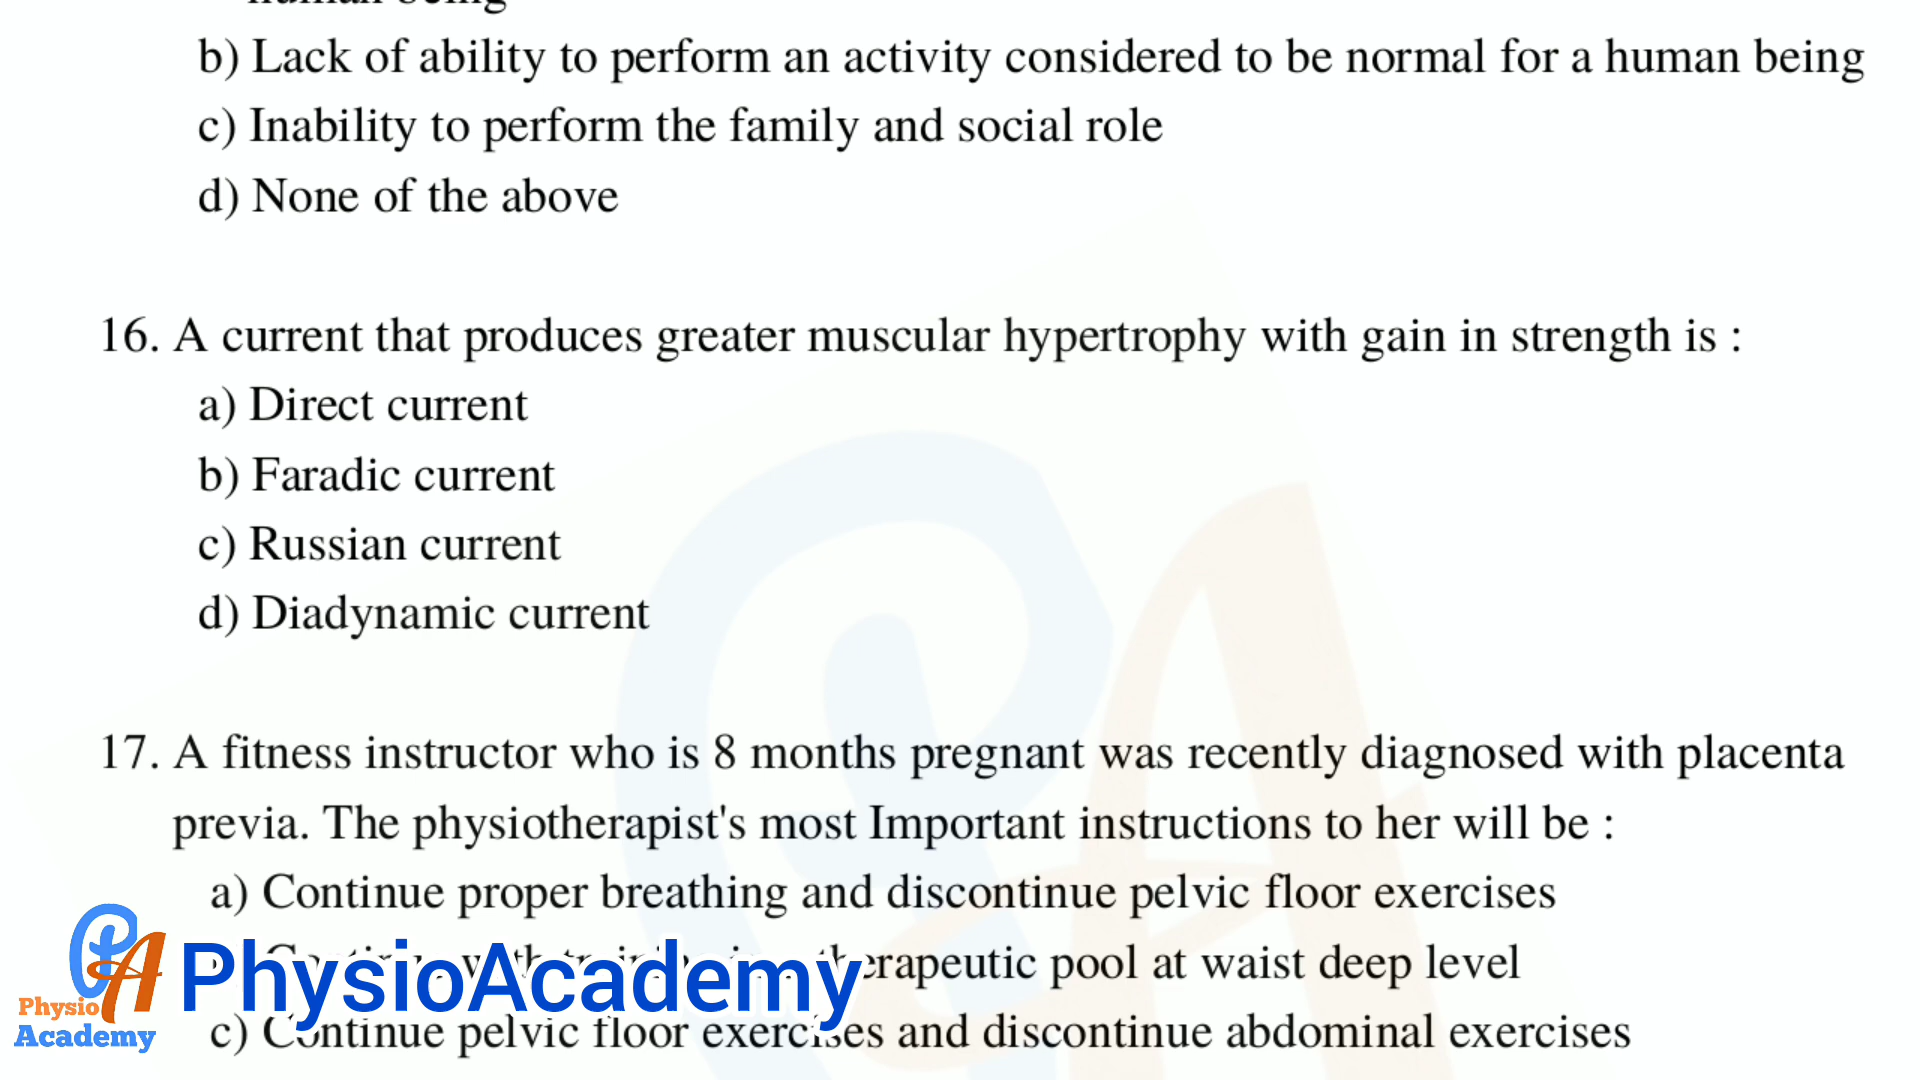 b) Lack of ability to perform an activity considered to be normal for a human being
c) Inability to perform the family and social role
d) None of the above
16. A current that produces greater muscular hypertrophy with gain in strength is :
a) Direct current
b) Faradic current
c) Russian current
d) Diadynamic current
17. A fitness instructor who is 8 months pregnant was recently diagnosed with placenta
previa. The physiotherapist's most Important instructions to her will be :
a) Continue proper breathing and discontinue pelvic floor exercises
therapeutic pool at waist deep level
c) Continue pelvic floor exercises and discontinue abdominal exercises
PhysioAcademy
Physio
Academy